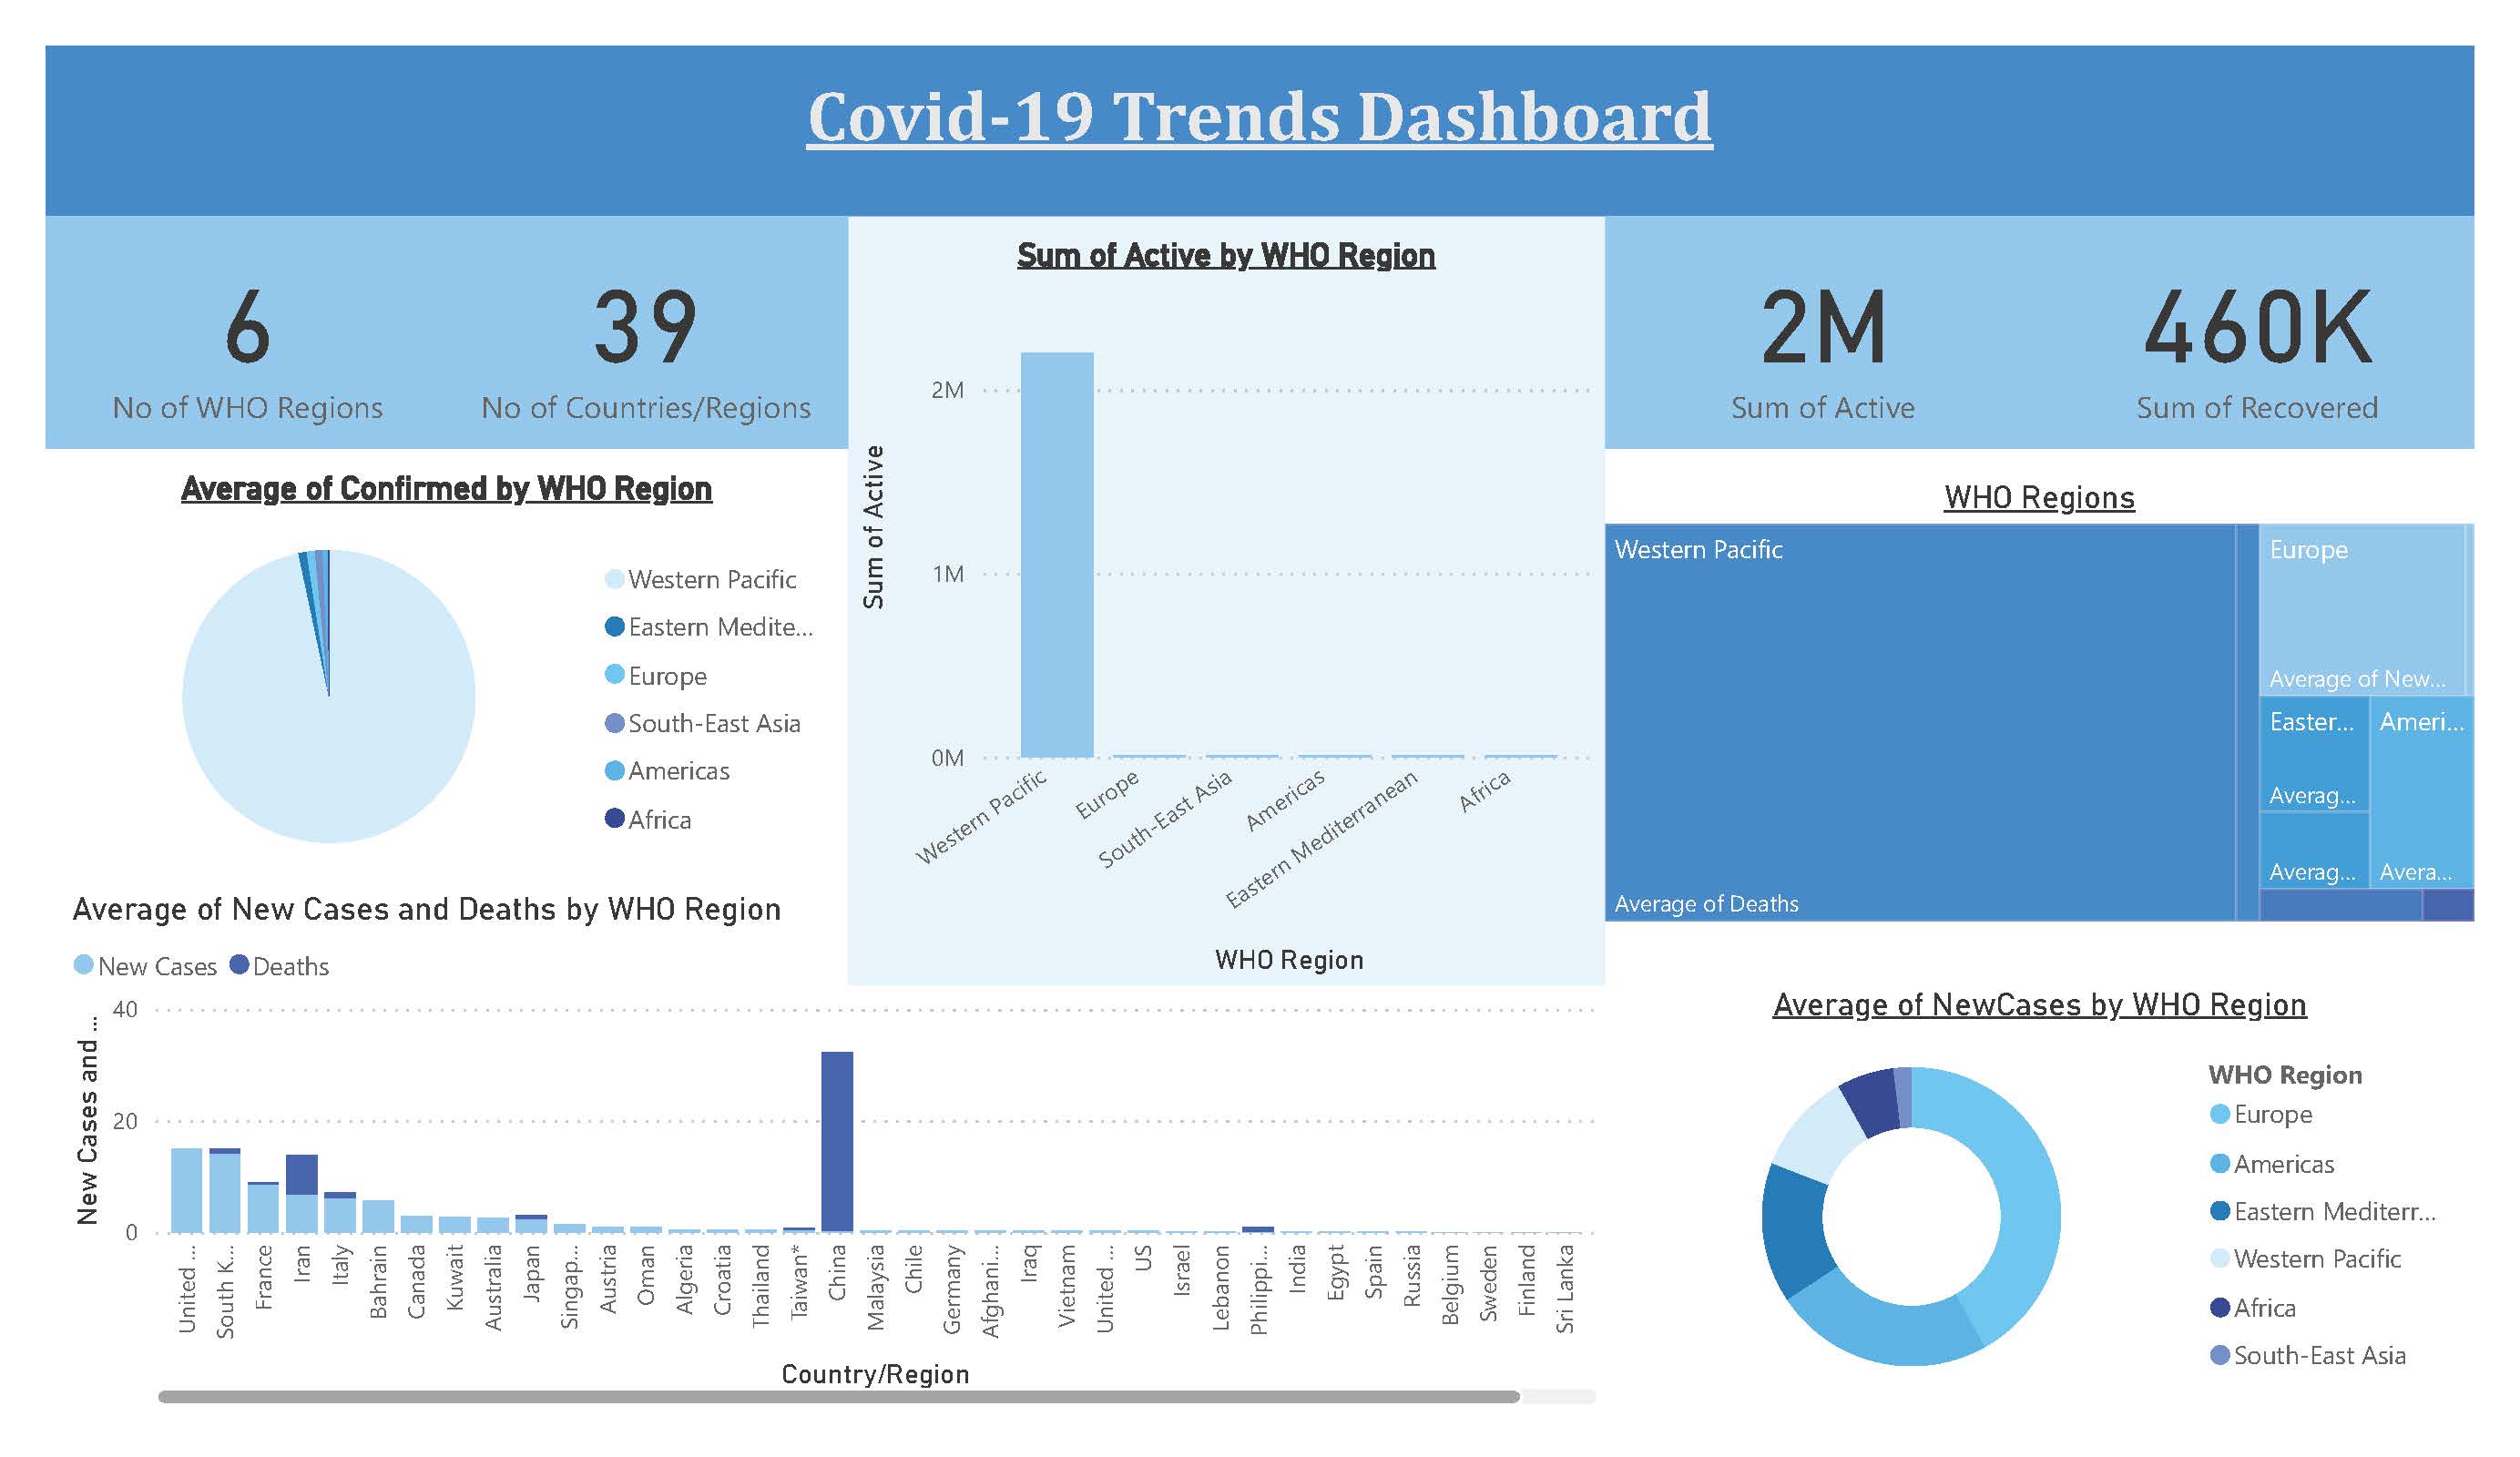 Covid-19 Trends Dashboard
6
No of WHO Regions
39
No of Countries/Regions
Sum of Active by WHO Region
Sum of Active
2M
1M
0M
Western Pacific
Europe
South-East Asia
Americas
Eastern Mediterranean
Africa
WHO Region
2M
Sum of Active
460K
Sum of Recovered
Average of Confirmed by WHO Region
Western Pacific
Eastern Medite...
Europe
South-East Asia
Americas
Africa
WHO Regions
Western Pacific
Average of Deaths
Europe
Average of New...
Easter...
Averag...
Averag...
Ameri...
Avera...
Average of New Cases and Deaths by WHO Region
New Cases
Deaths
New Cases and ...
40
20
0
United ...
South K...
France
Iran
Italy
Bahrain
Canada
Kuwait
Australia
Japan
Singap...
Austria
Oman
Algeria
Croatia
Thailand
Taiwan*
China
Malaysia
Chile
Germany
Afghani...
Iraq
Vietnam
United ...
US
Israel
Lebanon
Philippi...
India
Egypt
Spain
Russia
Belgium
Sweden
Finland
Sri Lanka
Country/Region
Average of NewCases by WHO Region
WHO Region
Europe
Americas
Eastern Mediterr...
Western Pacific
Africa
South-East Asia